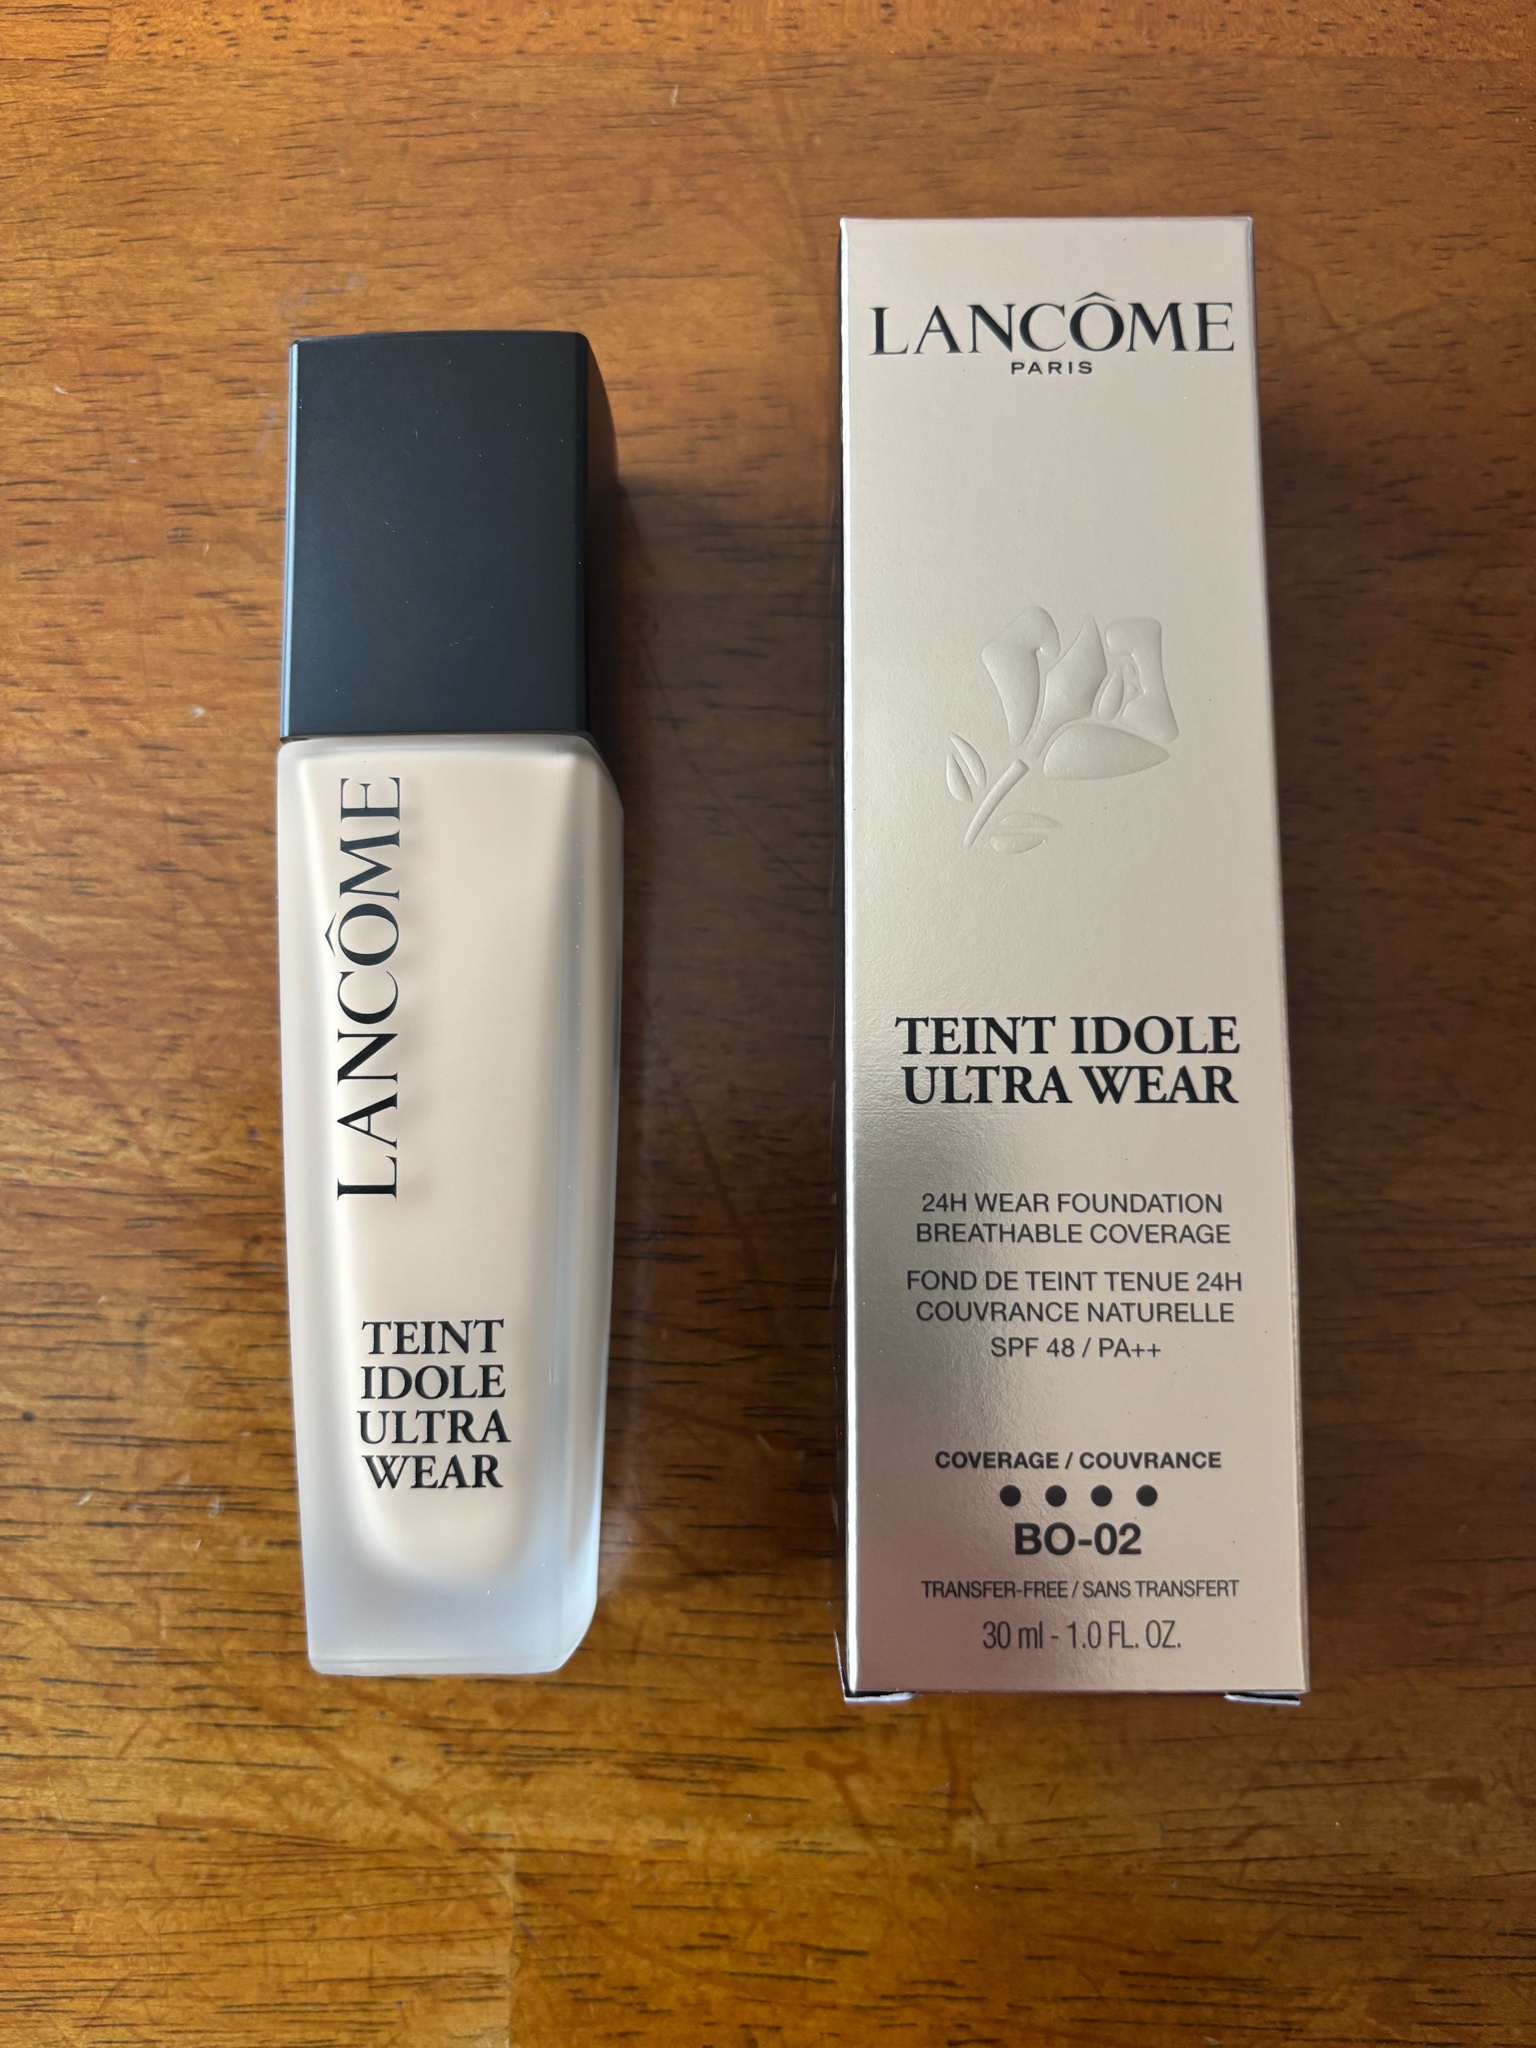 LANCÔME
TEINT
IDOLE
ULTRA
WEAR
LANCÔME
PARIS
TEINT IDOLE
ULTRA WEAR
24H WEAR FOUNDATION
BREATHABLE COVERAGE
FOND DE TEINT TENUE 24H
COUVRANCE NATURELLE
SPF 48 / PA++
COVERAGE / COUVRANCE
BO-02
TRANSFER-FREE / SANS TRANSFERT
30 ml - 1.0 FL. OZ.